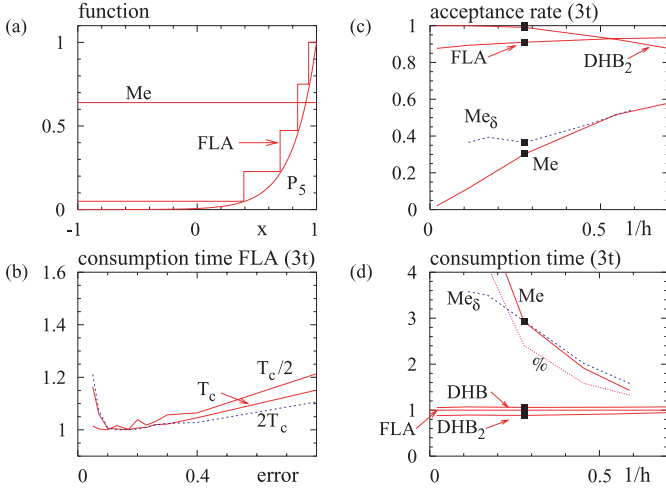 (a)
function
1
0.5
0
Me
FLA
P5
-1
0
x
1
(c)
acceptance rate (3t)
1
0.8
0.6
0.4
0.2
0
FLA
DHB2
Meδ
Me
0.5
1/h
(b)
consumption time FLA (3t)
1.6
1.4
1.2
1
Tc/2
Tc
2Tc
0.4
error
(d)
consumption time (3t)
4
3
2
1
0
Me
Meδ
%
DHB
FLA
DHB2
0.5
1/h